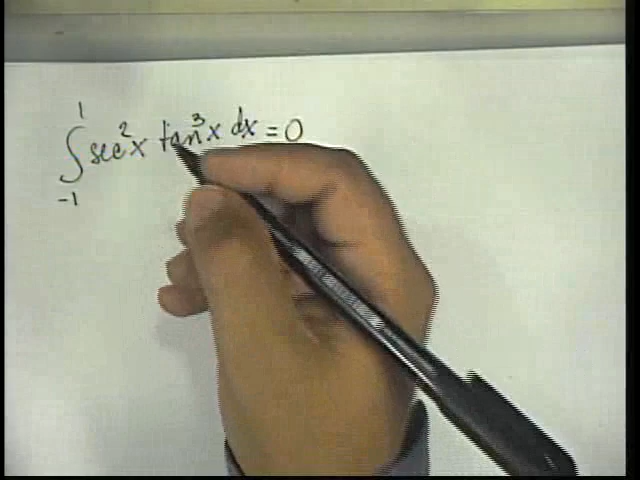 ∫₋₁¹ sec²x tan³x dx = 0